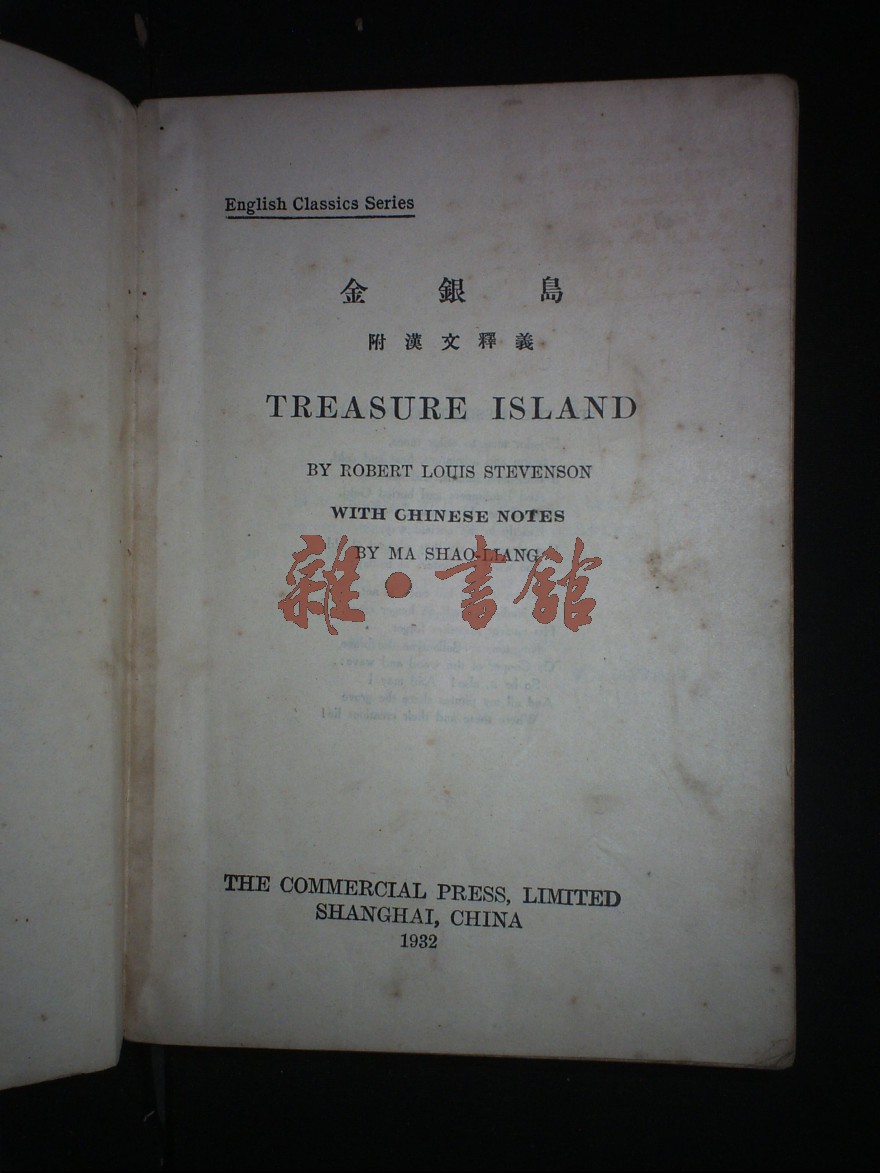 English Classics Series
金銀島
附漢文釋義
TREASURE ISLAND
BY ROBERT LOUIS STEVENSON
WITH CHINESE NOTES
BY MA SHAO-LIANG
雜·書館
THE COMMERCIAL PRESS, LIMITED
SHANGHAI, CHINA
1932